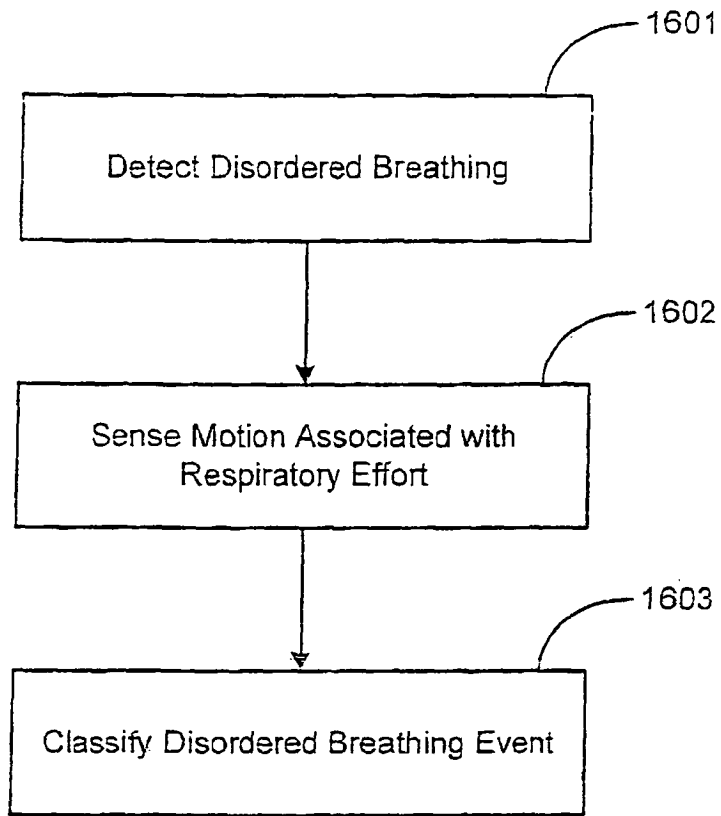 1601
Detect Disordered Breathing
1602
Sense Motion Associated with
Respiratory Effort
1603
Classify Disordered Breathing Event